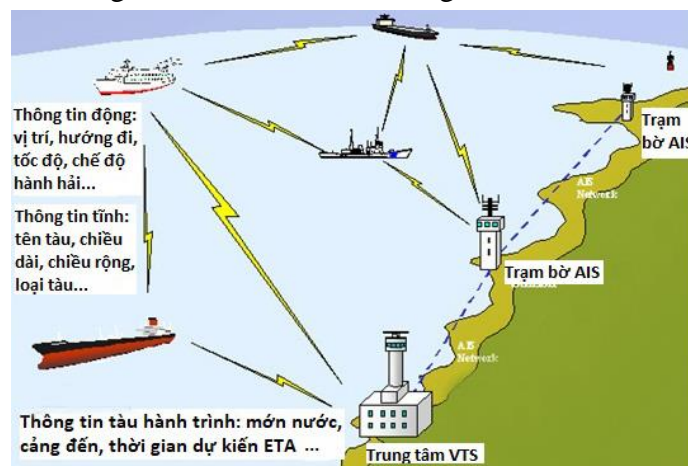 Thông tin động:
vị trí, hướng đi,
tốc độ, chế độ
hành hải...
Thông tin tĩnh:
tên tàu, chiều
dài, chiều rộng,
loại tàu...
Trạm
bờ AIS
AIS
Network
Trạm bờ AIS
AIS
Network
Thông tin tàu hành trình: mớn nước,
cảng đến, thời gian dự kiến ETA ...
Trung tâm VTS